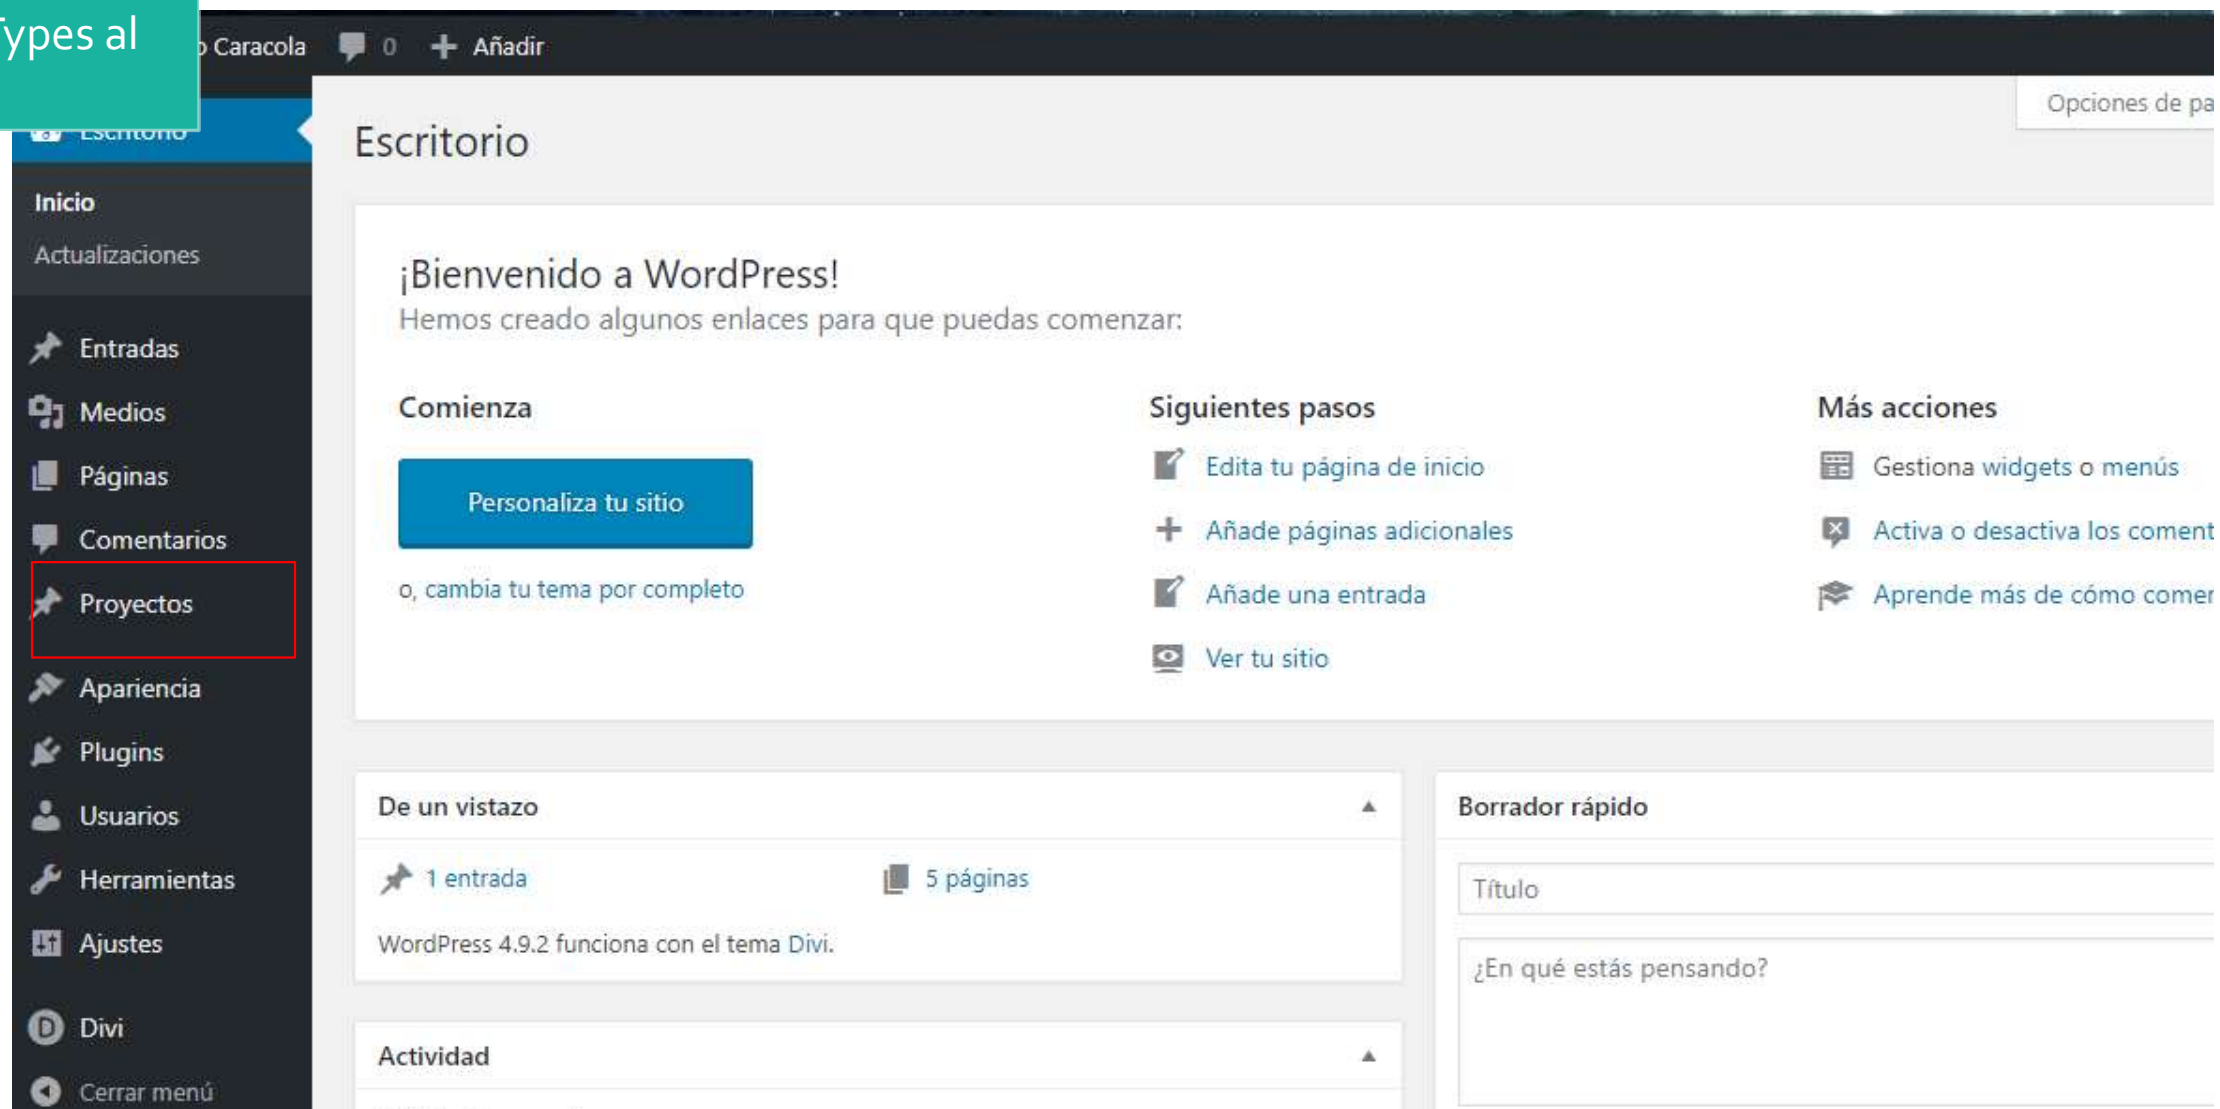 Types al
o Caracola 0 Añadir
Opciones de pa
Escritorio
Escritorio
Inicio
Actualizaciones
Entradas
Medios
Páginas
Comentarios
Proyectos
Apariencia
Plugins
Usuarios
Herramientas
Ajustes
Divi
Cerrar menú
¡Bienvenido a WordPress!
Hemos creado algunos enlaces para que puedas comenzar:
Comienza
Personaliza tu sitio
o, cambia tu tema por completo
Siguientes pasos
Edita tu página de inicio
Añade páginas adicionales
Añade una entrada
Ver tu sitio
Más acciones
Gestiona widgets o menús
Activa o desactiva los coment
Aprende más de cómo comen
De un vistazo
1 entrada
5 páginas
WordPress 4.9.2 funciona con el tema Divi.
Actividad
Borrador rápido
Título
¿En qué estás pensando?